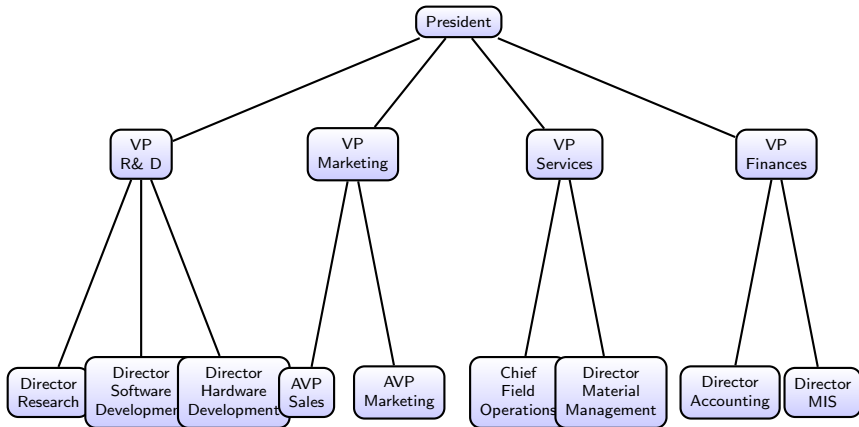 President
VP
R& D
VP
Marketing
VP
Services
VP
Finances
Director
Research
Director
Software
Development
Director
Hardware
Development
AVP
Sales
AVP
Marketing
Chief
Field
Operations
Director
Material
Management
Director
Accounting
Director
MIS